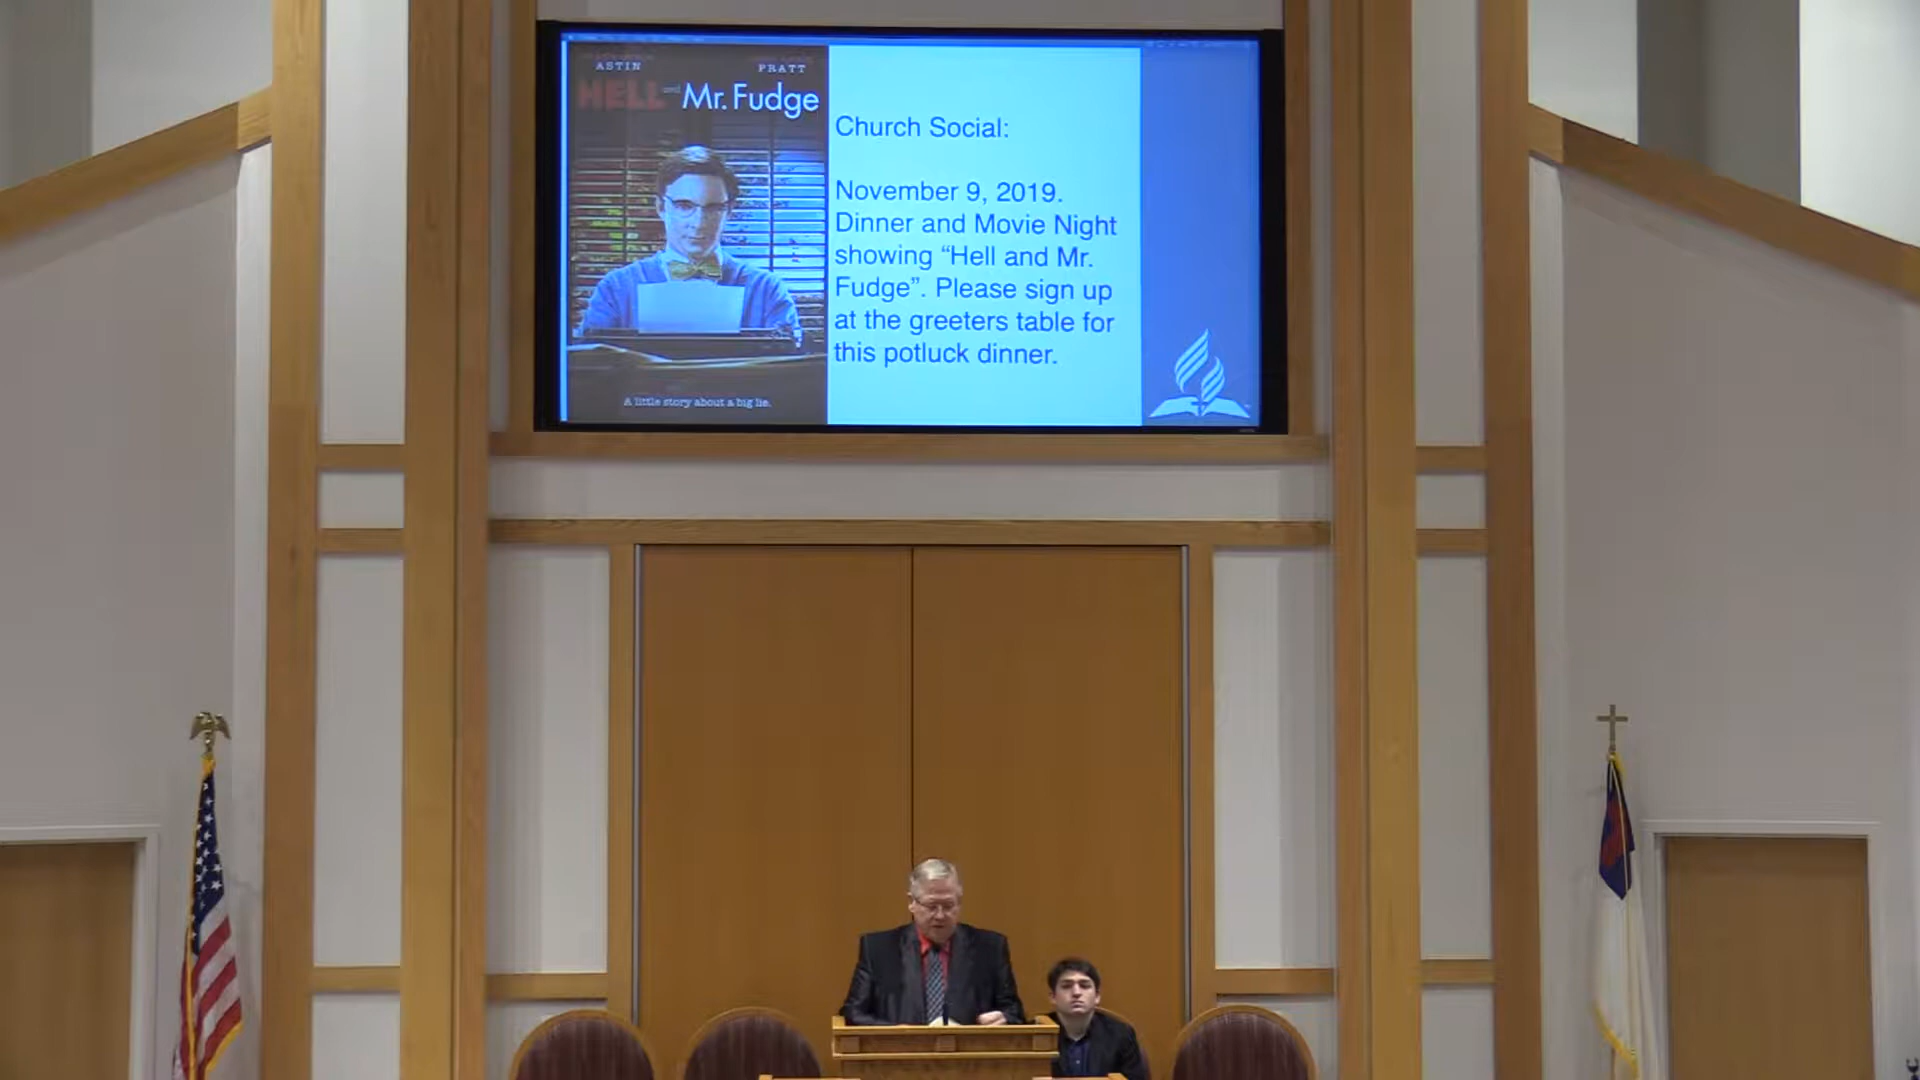 ASTIN PRATT
HELL and Mr. Fudge
A little story about a big lie.
Church Social:
November 9, 2019.
Dinner and Movie Night
showing “Hell and Mr.
Fudge”. Please sign up
at the greeters table for
this potluck dinner.